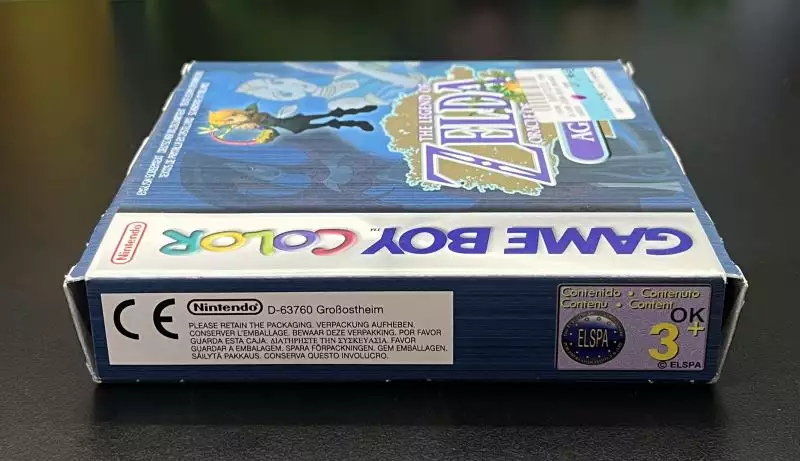 THE LEGEND OF
ZELDA
ORACLE
AG
Nintendo
GAME BOY COLOR™
CE Nintendo D-63760 Großostheim
PLEASE RETAIN THE PACKAGING. VERPACKUNG AUFHEBEN.
CONSERVER L'EMBALLAGE. BEWAAR DEZE VERPAKKING. POR FAVOR
GUARDA ESTA CAJA. ΔΙΑΤΗΡΗΣΤΕ ΤΗΝ ΣΥΣΚΕΥΑΣΙΑ. FAVOR
GUARDAR A EMBALAGEM. SPARA FÖRPACKNINGEN. GEM EMBALLAGEN.
SÄILYTÄ PAKKAUS. CONSERVA QUESTO INVOLUCRO.
Contenido • Contenuto
Contenu • Content
ELSPA
OK
3+
© ELSPA